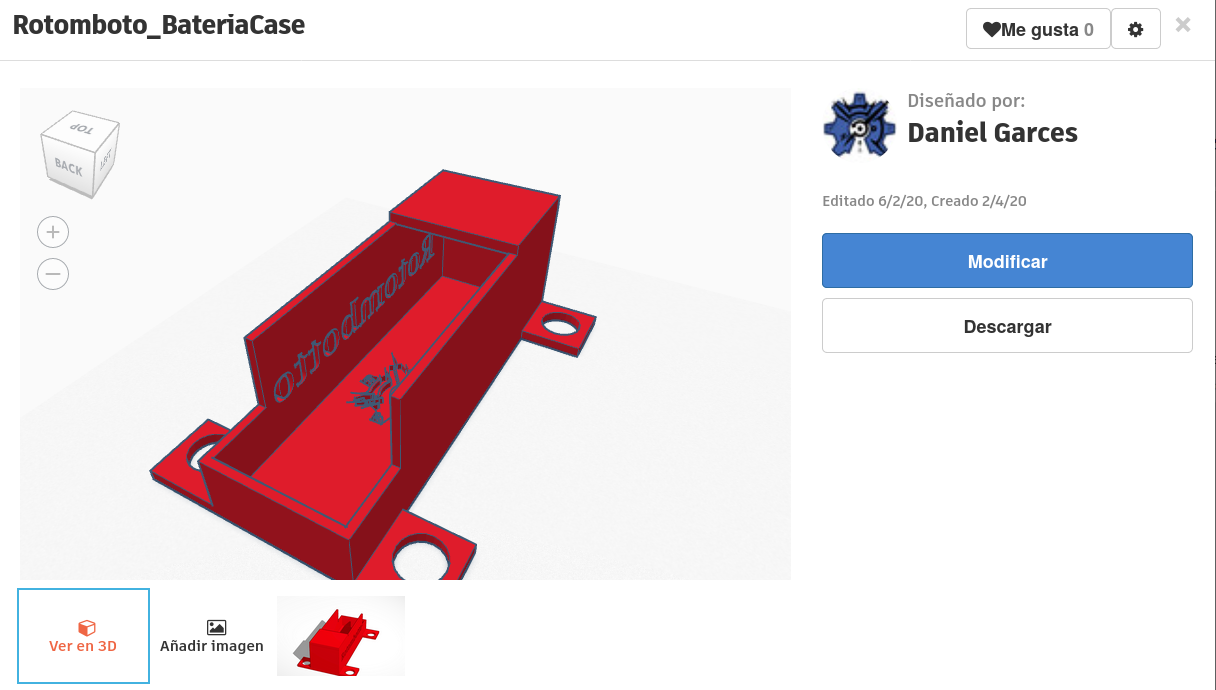 Rotomboto_BateriaCase
Me gusta 0
TOP
BACK
LEFT
Rotombotto
Diseñado por:
Daniel Garces
Editado 6/2/20, Creado 2/4/20
Modificar
Descargar
Ver en 3D
Añadir imagen